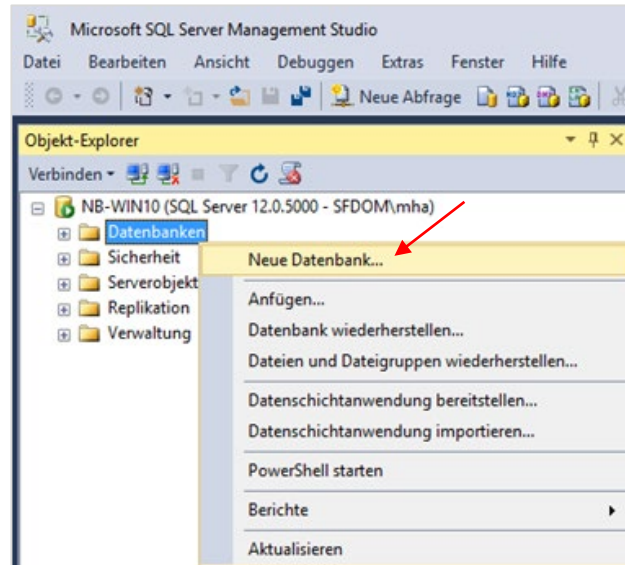 Microsoft SQL Server Management Studio
Datei Bearbeiten Ansicht Debuggen Extras Fenster Hilfe
Neue Abfrage
Objekt-Explorer
Verbinden
NB-WIN10 (SQL Server 12.0.5000 - SFDOM\mha)
Datenbanken
Sicherheit
Serverobjekt
Replikation
Verwaltung
Neue Datenbank...
Anfügen...
Datenbank wiederherstellen...
Dateien und Dateigruppen wiederherstellen...
Datenschichtanwendung bereitstellen...
Datenschichtanwendung importieren...
PowerShell starten
Berichte
Aktualisieren